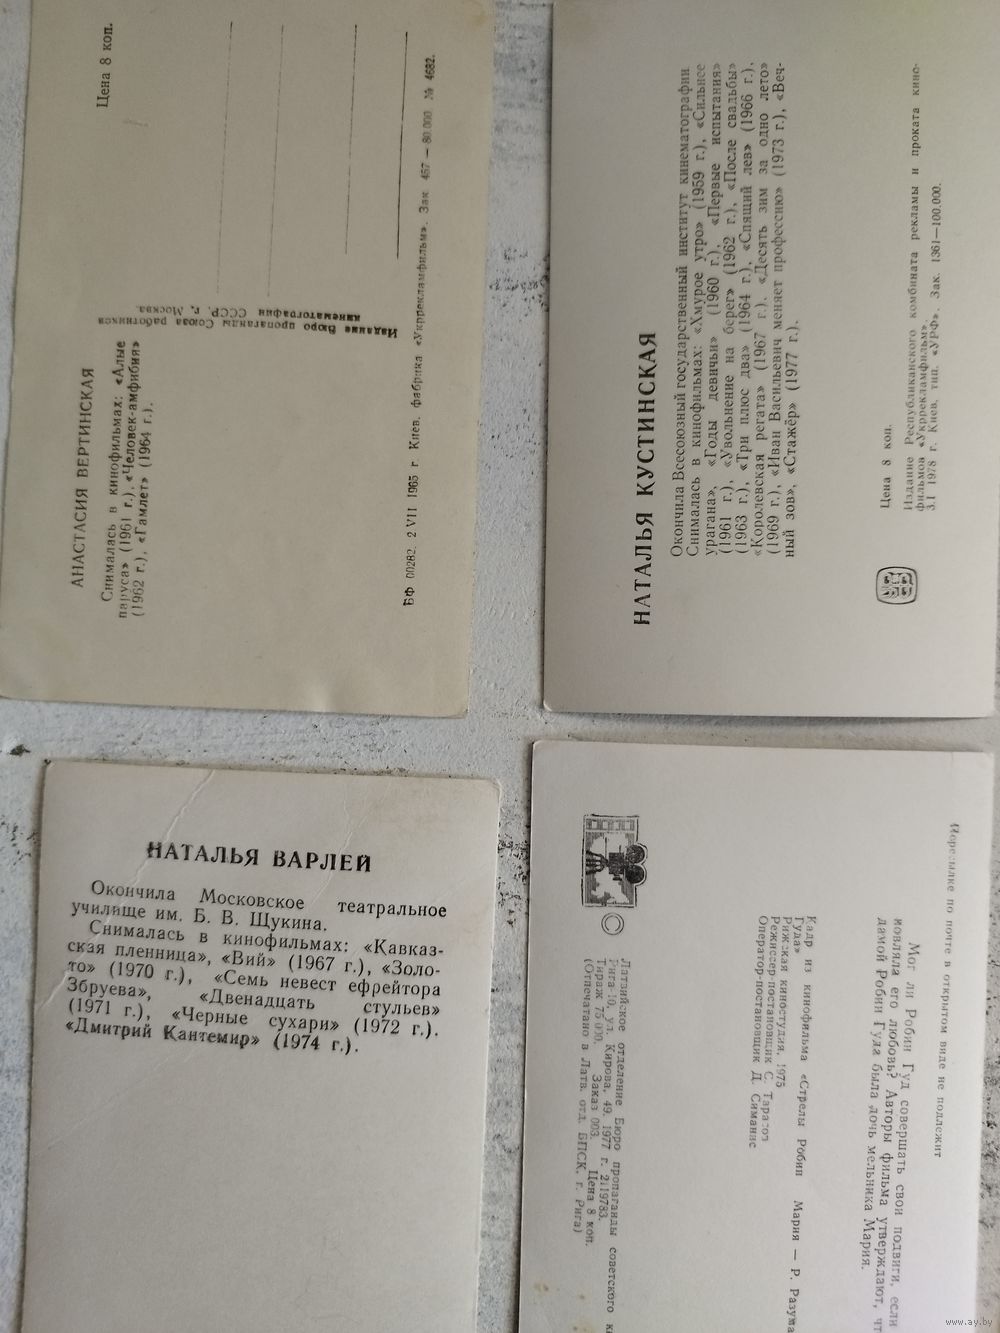 Цена 8 коп.
АНАСТАСИЯ ВЕРТИНСКАЯ
Снималась в кинофильмах: «Алые
паруса» (1961 г.), «Человек-амфибия»
(1962 г.), «Гамлет» (1964 г.).
Издание Бюро пропаганды Союза работников
кинематографии СССР, г. Москва.
БФ 00282. 2 VII 1965 г. Киев, фабрика «Укррекламфильм». Зак 467 — 80.000. № 4682.
НАТАЛЬЯ КУСТИНСКАЯ
Окончила Всесоюзный государственный институт кинематографии
Снималась в кинофильмах: «Хмурое утро» (1959 г.), «Сильнее
урагана», «Годы девичьи» (1960 г.), «Первые испытания»
(1961 г.), «Увольнение на берег» (1962 г.), «После свадьбы»
(1963 г.), «Три плюс два» (1964 г.), «Спящий лев» (1966 г.),
«Королевская регата» (1967 г.). «Десять зим за одно лето»
(1969 г.), «Иван Васильевич меняет профессию» (1973 г.), «Веч-
ный зов», «Стажёр» (1977 г.).
Цена 8 коп.
Издание Республиканского комбината рекламы и проката кино-
фильмов «Укррекламфильм».
3.I 1978 г. Киев, тип. «УРФ». Зак. 1361—100.000.
НАТАЛЬЯ ВАРЛЕЙ
Окончила Московское театральное
училище им. Б. В. Щукина.
Снималась в кинофильмах: «Кавказ-
ская пленница», «Вий» (1967 г.), «Золо-
то» (1970 г.), «Семь невест ефрейтора
Збруева», «Двенадцать стульев»
(1971 г.), «Черные сухари» (1972 г.).
«Дмитрий Кантемир» (1974 г.).
по почте в открытом виде не подлежит
Мог ли Робин Гуд совершать свои подвиги, если
его любовь? Авторы фильма утверждают, чт
дамой Робин Гуда была дочь мельника Мария.
Кадр из кинофильма «Стрелы Робин
Гуда» Мария — Р. Разума
Рижская киностудия, 1975
Режиссер-постановщик С. Тарасов
Оператор-постановщик Д. Симанис
©
Латвийское отделение Бюро пропаганды советского к
Рига-10, ул. Кирова, 49. 1977 г. 2119783.
Тираж 75 000. Заказ 003. Цена 8 коп.
(Отпечатано в Латв. отд. БПСК, г. Рига)
www.ay.by